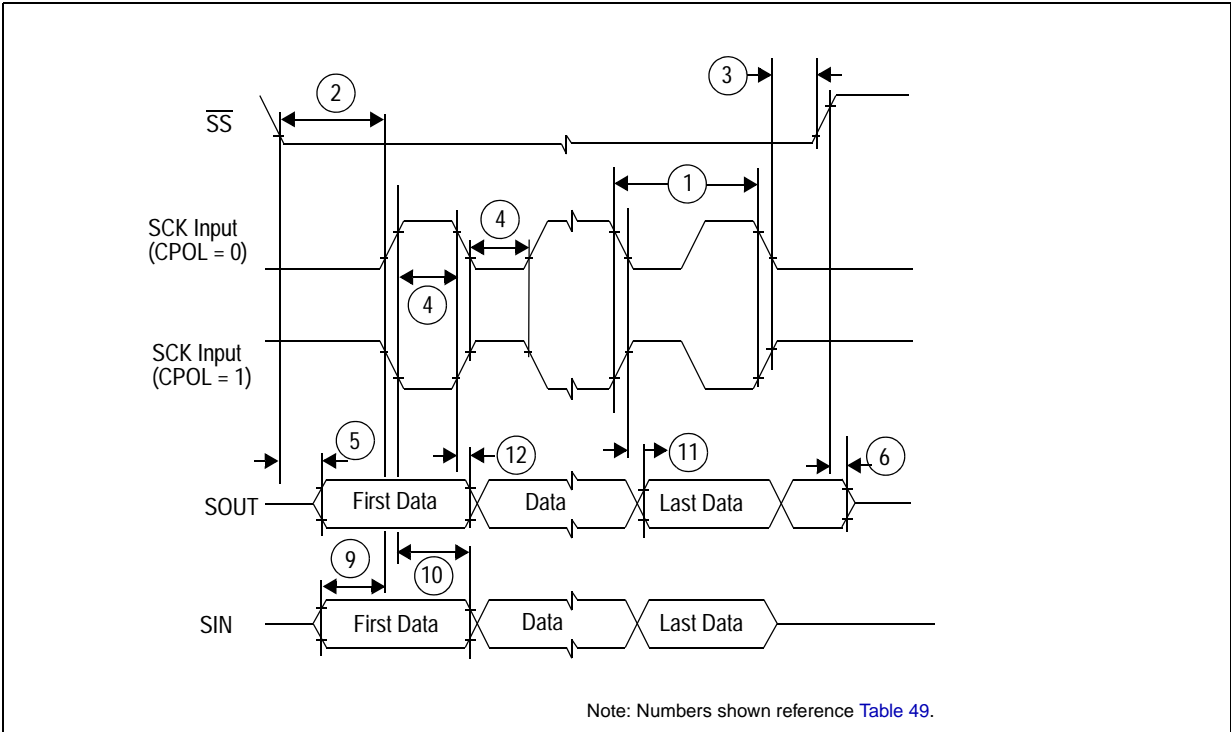 3
2
SS
1
SCK Input
(CPOL = 0)
4
4
SCK Input
(CPOL = 1)
5
12
11
6
SOUT
First Data
Data
Last Data
9
10
SIN
First Data
Data
Last Data
Note: Numbers shown reference Table 49.